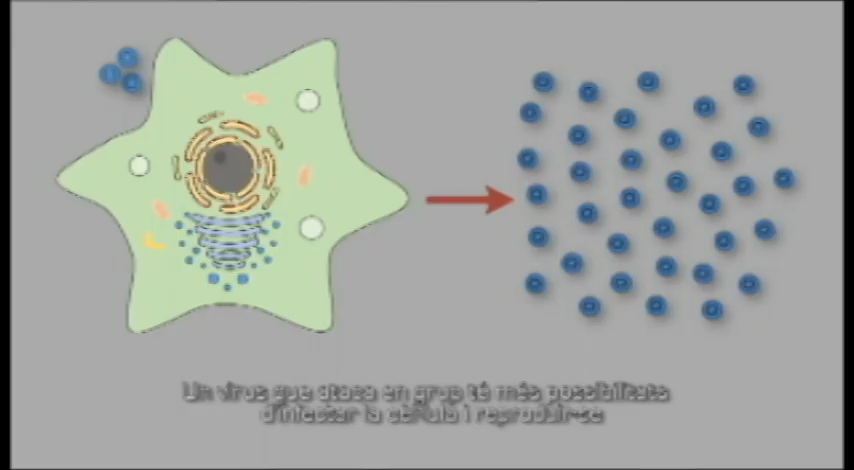 Un virus que ataca en grup té més possibilitats
d'infectar la cèl·lula i reproduir-se